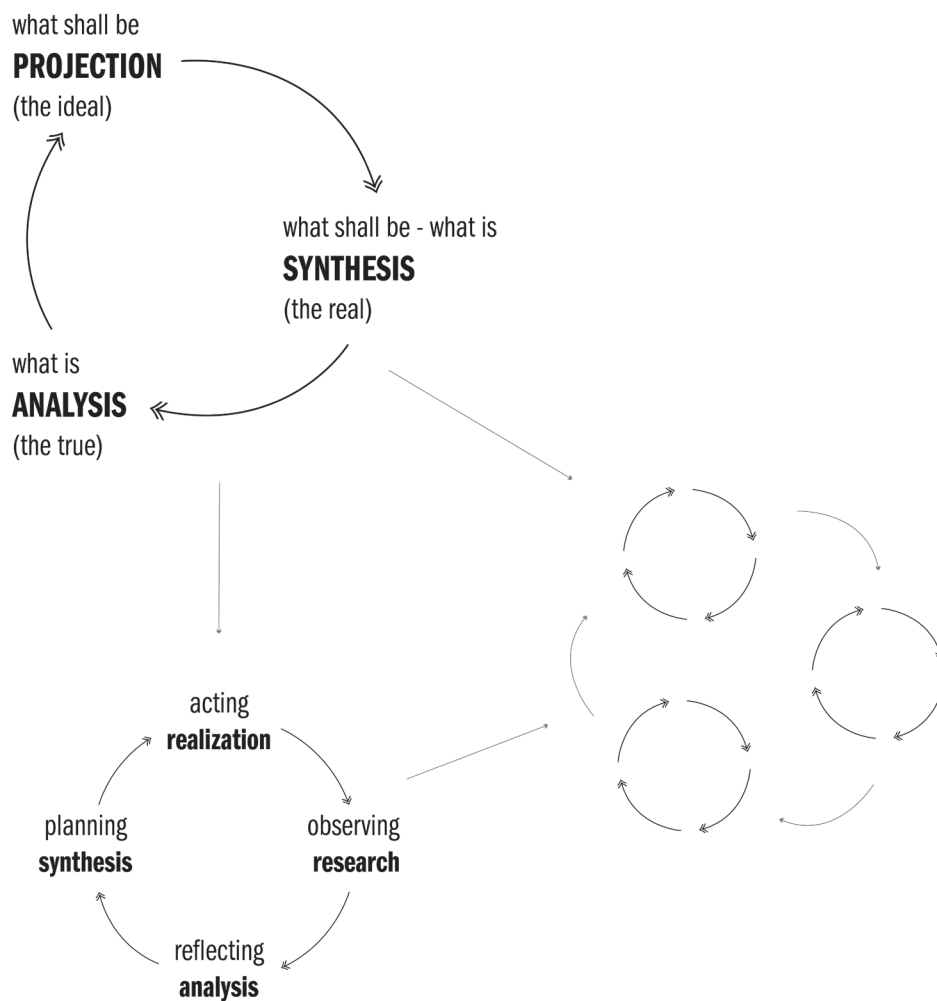 what shall be
PROJECTION
(the ideal)
what shall be - what is
SYNTHESIS
(the real)
what is
ANALYSIS
(the true)
acting
realization
planning
synthesis
observing
research
reflecting
analysis